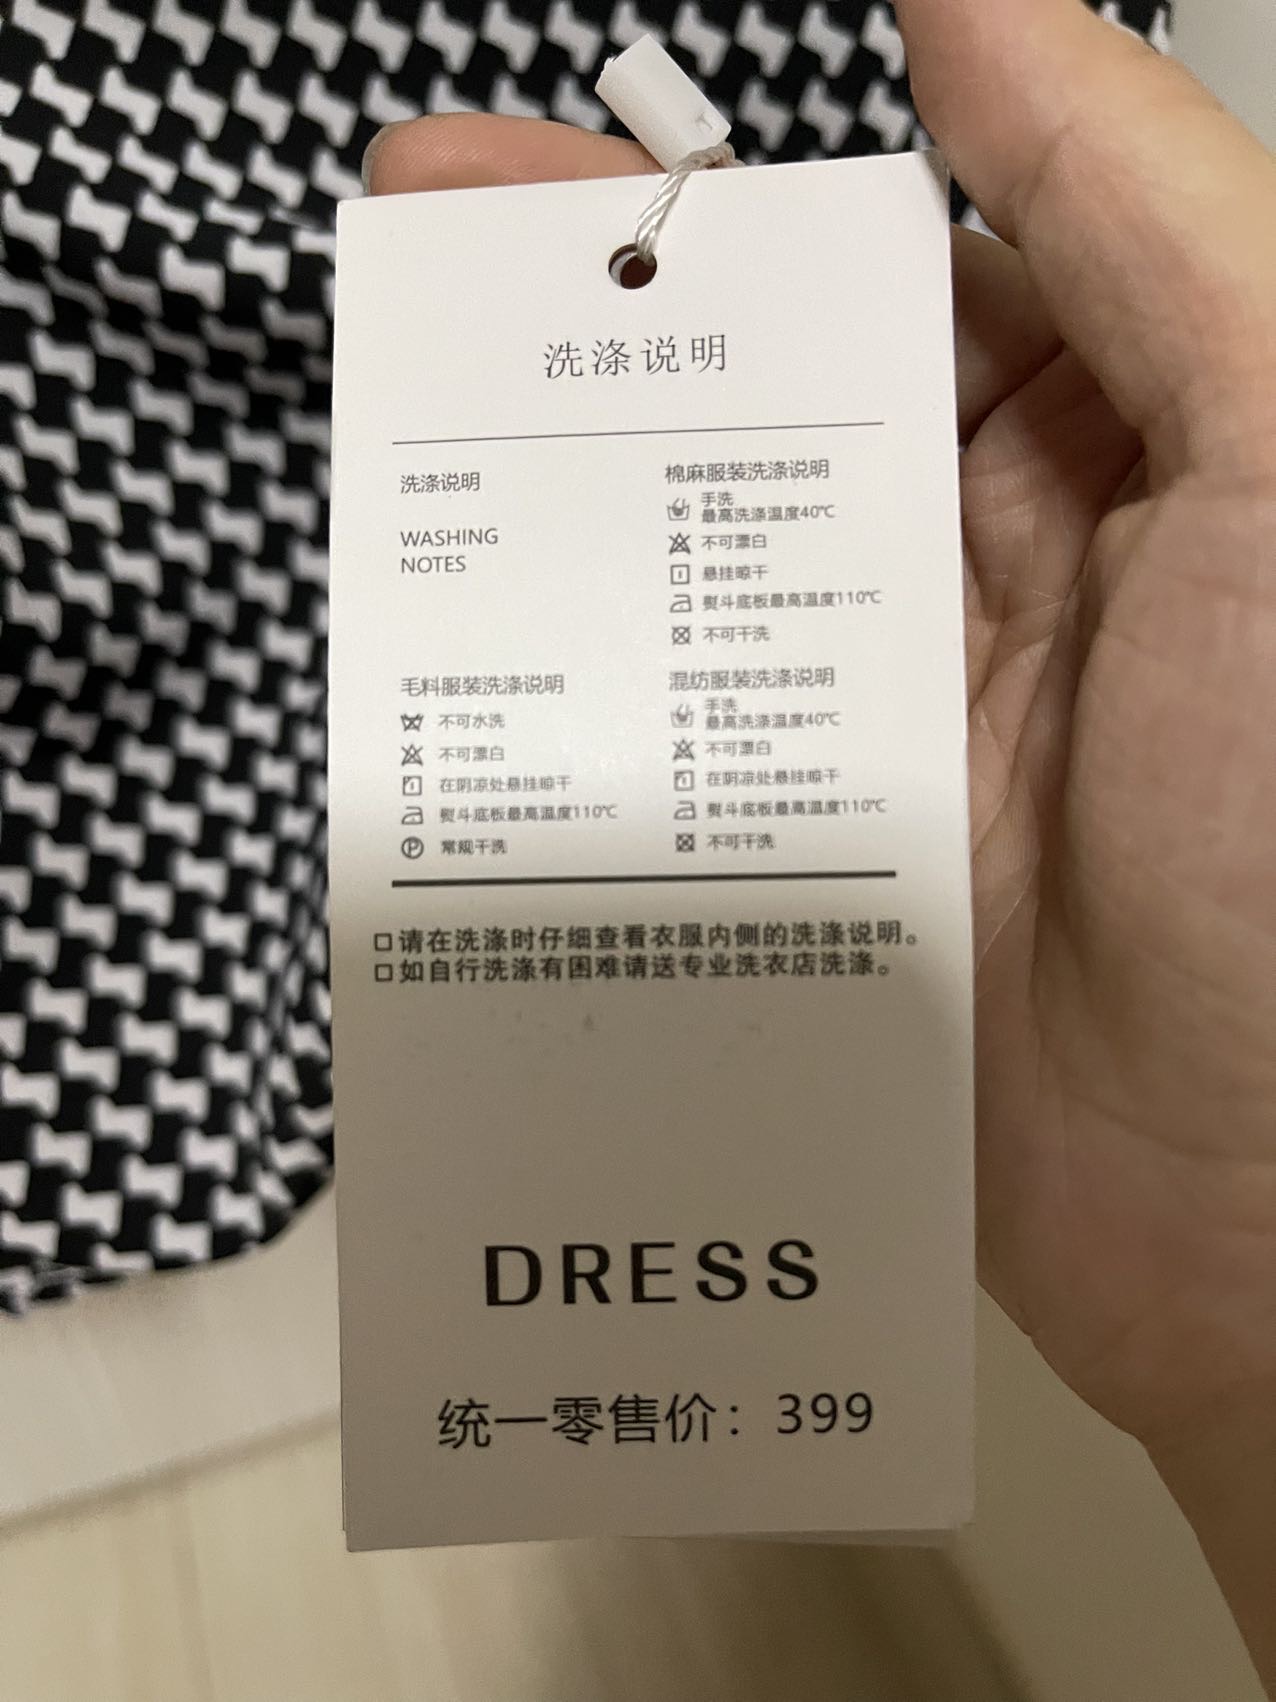 洗涤说明
洗涤说明
WASHING
NOTES
棉麻服装洗涤说明
手洗
最高洗涤温度40℃
不可漂白
悬挂晾干
熨斗底板最高温度110℃
不可干洗
毛料服装洗涤说明
不可水洗
不可漂白
在阴凉处悬挂晾干
熨斗底板最高温度110℃
常规干洗
混纺服装洗涤说明
手洗
最高洗涤温度40℃
不可漂白
在阴凉处悬挂晾干
熨斗底板最高温度110℃
不可干洗
□请在洗涤时仔细查看衣服内侧的洗涤说明。
□如自行洗涤有困难请送专业洗衣店洗涤。
DRESS
统一零售价：399